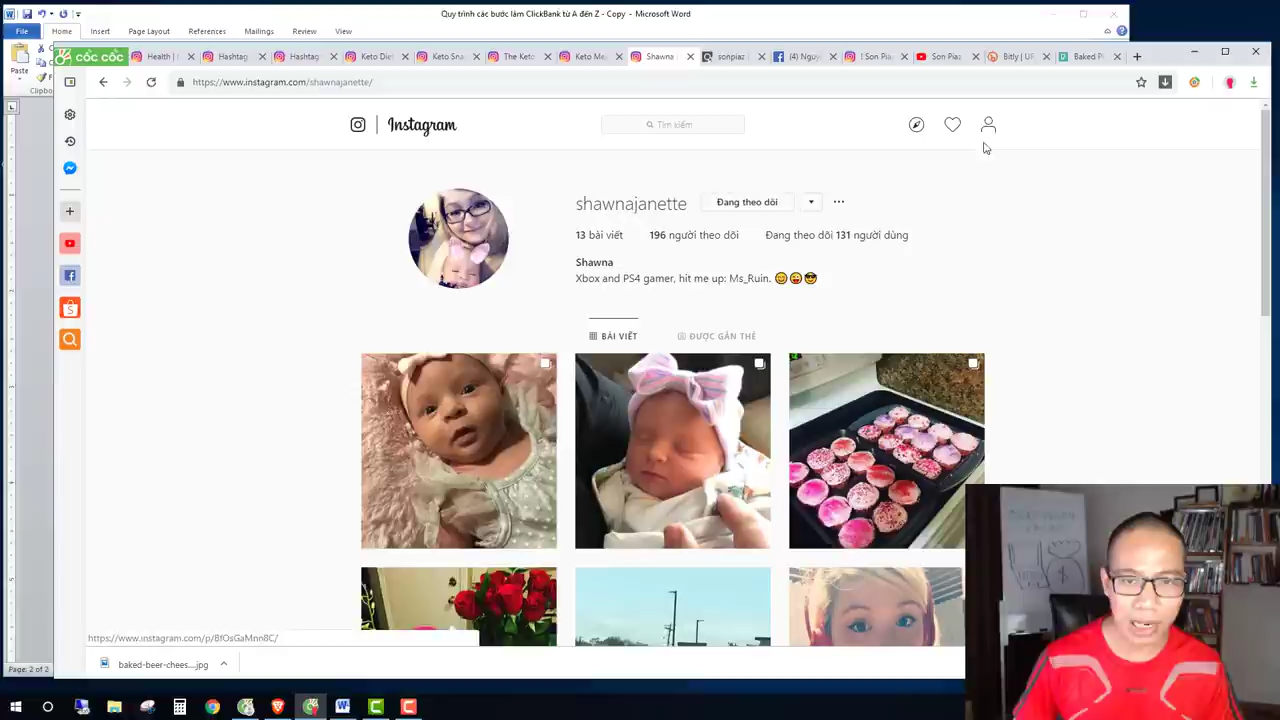 Quy trình các bước làm ClickBank từ A đến Z - Copy - Microsoft Word
File Home Insert Page Layout References Mailings Review View
Paste
Clipbo
cốc cốc Health | Hashtag Hashtag Keto Die Keto Sna The Keto Keto Me Shawna sonpiaz (4) Nguy Son Pia Bitly | UF Baked P
https://www.instagram.com/shawnajanette/
Instagram
Tìm kiếm
shawnajanette Đang theo dõi
13 bài viết 196 người theo dõi Đang theo dõi 131 người dùng
Shawna
Xbox and PS4 gamer, hit me up: Ms_Ruin. 😊😜😎
BÀI VIẾT ĐƯỢC GẮN THẺ
https://www.instagram.com/p/BfOsGaMnn8C/
baked-beer-chees....jpg
Page: 2 of 2